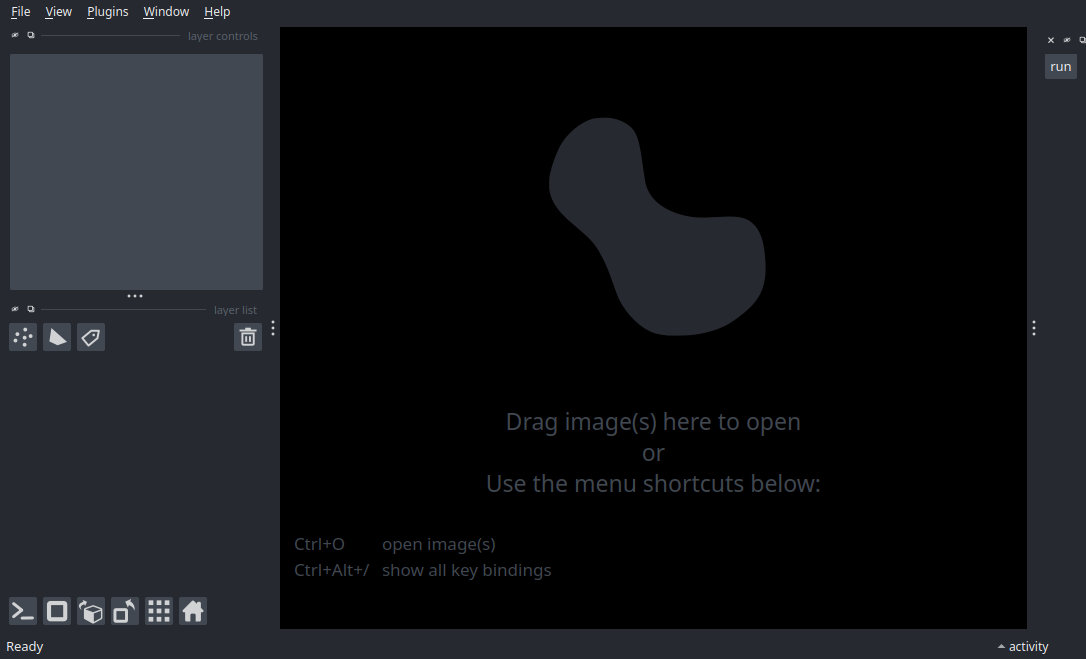 File View Plugins Window Help
layer controls
run
layer list
Drag image(s) here to open
or
Use the menu shortcuts below:
Ctrl+O open image(s)
Ctrl+Alt+/ show all key bindings
Ready
activity